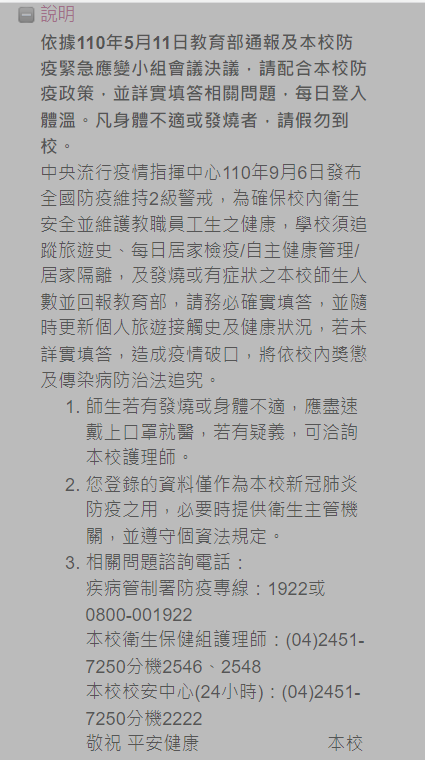 說明
依據110年5月11日教育部通報及本校防
疫緊急應變小組會議決議，請配合本校防
疫政策，並詳實填答相關問題，每日登入
體溫。凡身體不適或發燒者，請假勿到
校。
中央流行疫情指揮中心110年9月6日發布
全國防疫維持2級警戒，為確保校內衛生
安全並維護教職員工生之健康，學校須追
蹤旅遊史、每日居家檢疫/自主健康管理/
居家隔離，及發燒或有症狀之本校師生人
數並回報教育部，請務必確實填答，並隨
時更新個人旅遊接觸史及健康狀況，若未
詳實填答，造成疫情破口，將依校內獎懲
及傳染病防治法追究。
1. 師生若有發燒或身體不適，應盡速
戴上口罩就醫，若有疑義，可洽詢
本校護理師。
2. 您登錄的資料僅作為本校新冠肺炎
防疫之用，必要時提供衛生主管機
關，並遵守個資法規定。
3. 相關問題諮詢電話：
疾病管制署防疫專線：1922或
0800-001922
本校衛生保健組護理師：(04)2451-
7250分機2546、2548
本校校安中心(24小時)：(04)2451-
7250分機2222
敬祝 平安健康 本校